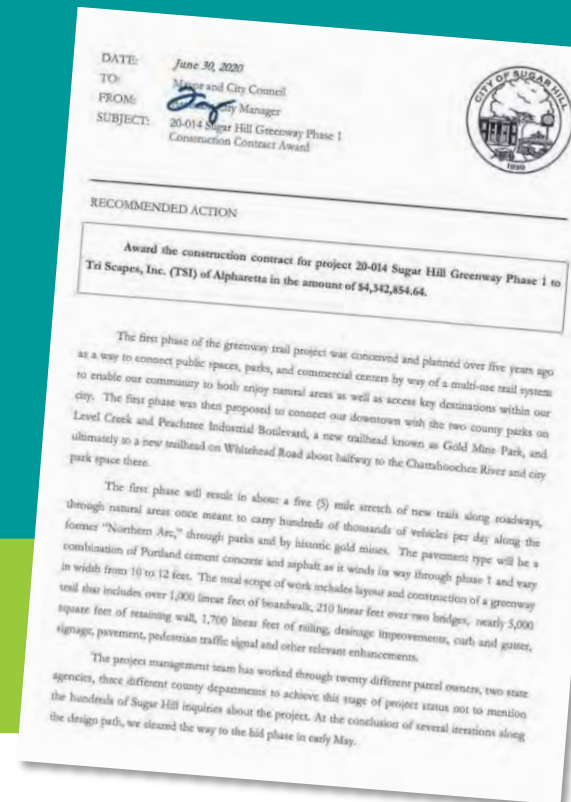 DATE: June 30, 2020
TO: Mayor and City Council
FROM: City Manager
SUBJECT: 20-014 Sugar Hill Greenway Phase 1
Construction Contract Award
CITY OF SUGAR HILL
1939
RECOMMENDED ACTION
Award the construction contract for project 20-014 Sugar Hill Greenway Phase 1 to
Tri Scapes, Inc. (TSI) of Alpharetta in the amount of $4,342,854.64.
The first phase of the greenway trail project was conceived and planned over five years ago
as a way to connect public spaces, parks, and commercial centers by way of a multi-use trail system
to enable our community to both enjoy natural areas as well as access key destinations within our
city. The first phase was then proposed to connect our downtown with the two county parks on
Level Creek and Peachtree Industrial Boulevard, a new trailhead known as Gold Mine Park, and
ultimately to a new trailhead on Whitehead Road about halfway to the Chattahoochee River and city
park space there.
The first phase will result in about a five (5) mile stretch of new trails along roadways,
through natural areas once meant to carry hundreds of thousands of vehicles per day along the
former "Northern Arc," through parks and by historic gold mines. The pavement type will be a
combination of Portland cement concrete and asphalt as it winds its way through phase 1 and vary
in width from 10 to 12 feet. The total scope of work includes layout and construction of a greenway
trail that includes over 1,000 linear feet of boardwalk, 210 linear feet over two bridges, nearly 5,000
square feet of retaining wall, 1,700 linear feet of railing, drainage improvements, curb and gutter,
signage, pavement, pedestrian traffic signal and other relevant enhancements.
The project management team has worked through twenty different parcel owners, two state
agencies, three different county departments to achieve this stage of project status not to mention
the hundreds of Sugar Hill inquiries about the project. At the conclusion of several iterations along
the design path, we cleared the way to the bid phase in early May.